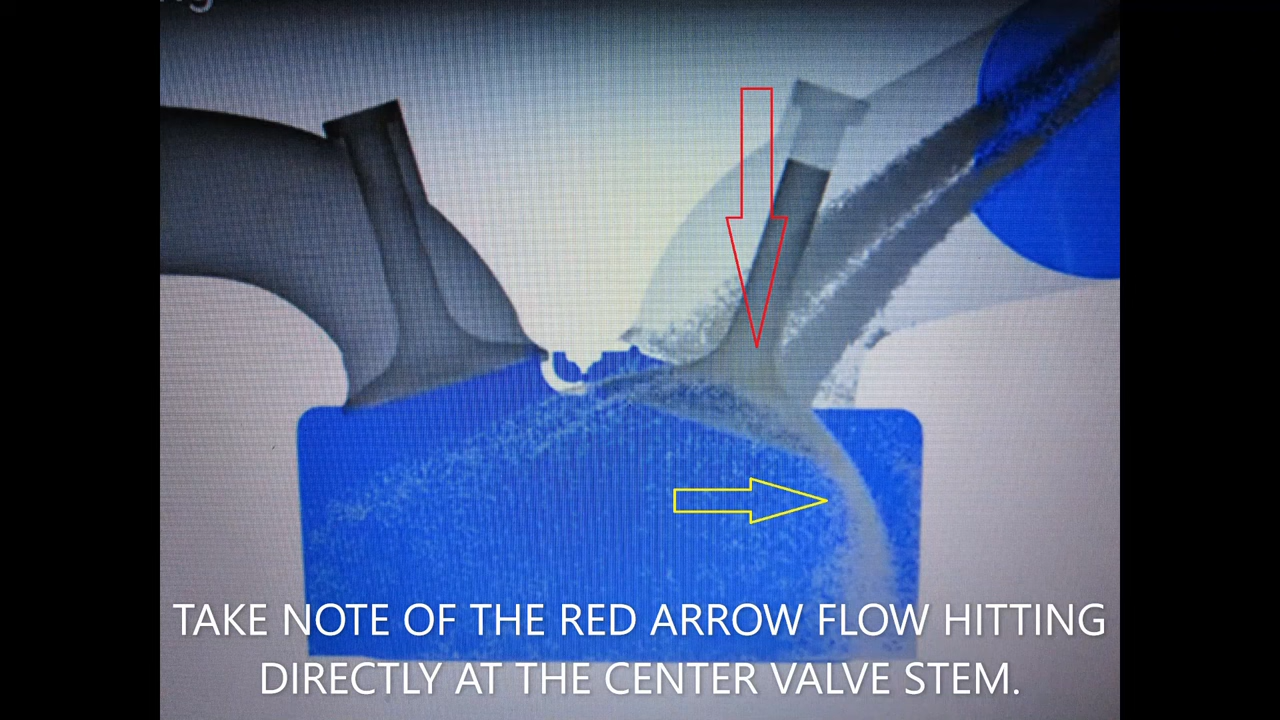 TAKE NOTE OF THE RED ARROW FLOW HITTING
DIRECTLY AT THE CENTER VALVE STEM.